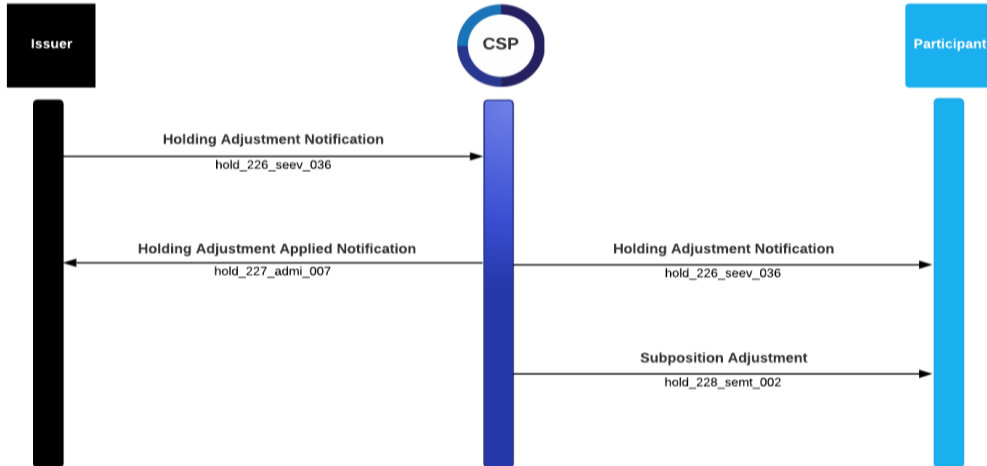 Issuer
CSP
Participant
Holding Adjustment Notification
hold_226_seev_036
Holding Adjustment Applied Notification
hold_227_admi_007
Holding Adjustment Notification
hold_226_seev_036
Subposition Adjustment
hold_228_semt_002